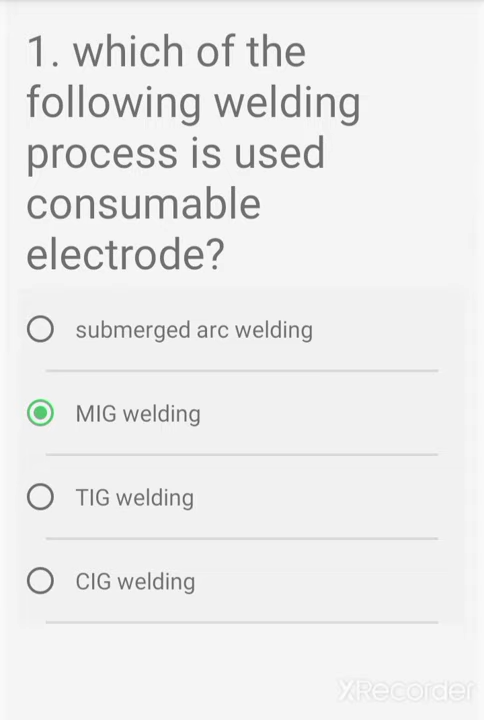 1. which of the
following welding
process is used
consumable
electrode?
submerged arc welding
MIG welding
TIG welding
CIG welding
XRecorder